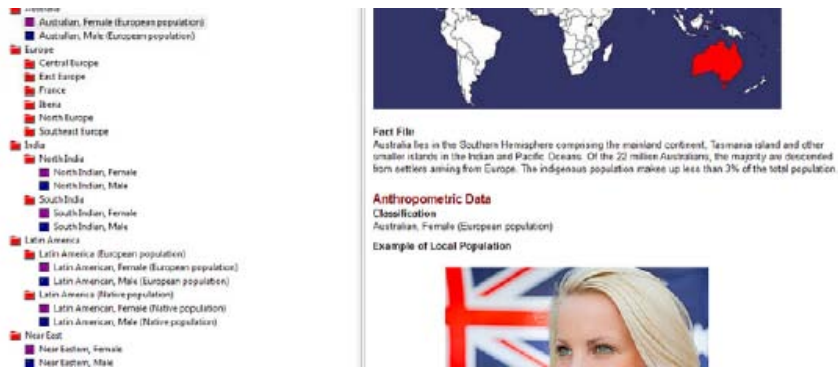 Australia
Australian, Female (European population)
Australian, Male (European population)
Europe
Central Europe
East Europe
France
Iberia
North Europe
Southeast Europe
India
North India
North Indian, Female
North Indian, Male
South India
South Indian, Female
South Indian, Male
Latin America
Latin America (European population)
Latin American, Female (European population)
Latin American, Male (European population)
Latin America (Native population)
Latin American, Female (Native population)
Latin American, Male (Native population)
Near East
Near Eastern, Female
Near Eastern, Male
Fact File
Australia lies in the Southern Hemisphere comprising the mainland continent, Tasmania island and other
smaller islands in the Indian and Pacific Oceans. Of the 22 million Australians, the majority are descended
from settlers arriving from Europe. The indigenous population makes up less than 3% of the total population.
Anthropometric Data
Classification
Australian, Female (European population)
Example of Local Population